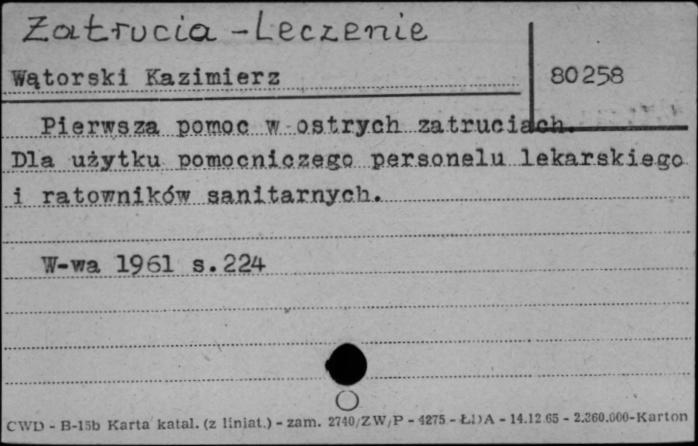 Zatrucia - Leczenie
Wątorski Kazimierz
80258
Pierwsza pomoc w ostrych zatruciach.
Dla użytku pomocniczego personelu lekarskiego
i ratowników sanitarnych.
W-wa 1961 s.224
CWD - B-15b Karta katal. (z liniat.) - zam. 2740/ZW/P - 4275 - ŁDA - 14.12.65 - 2.360.000-Karton